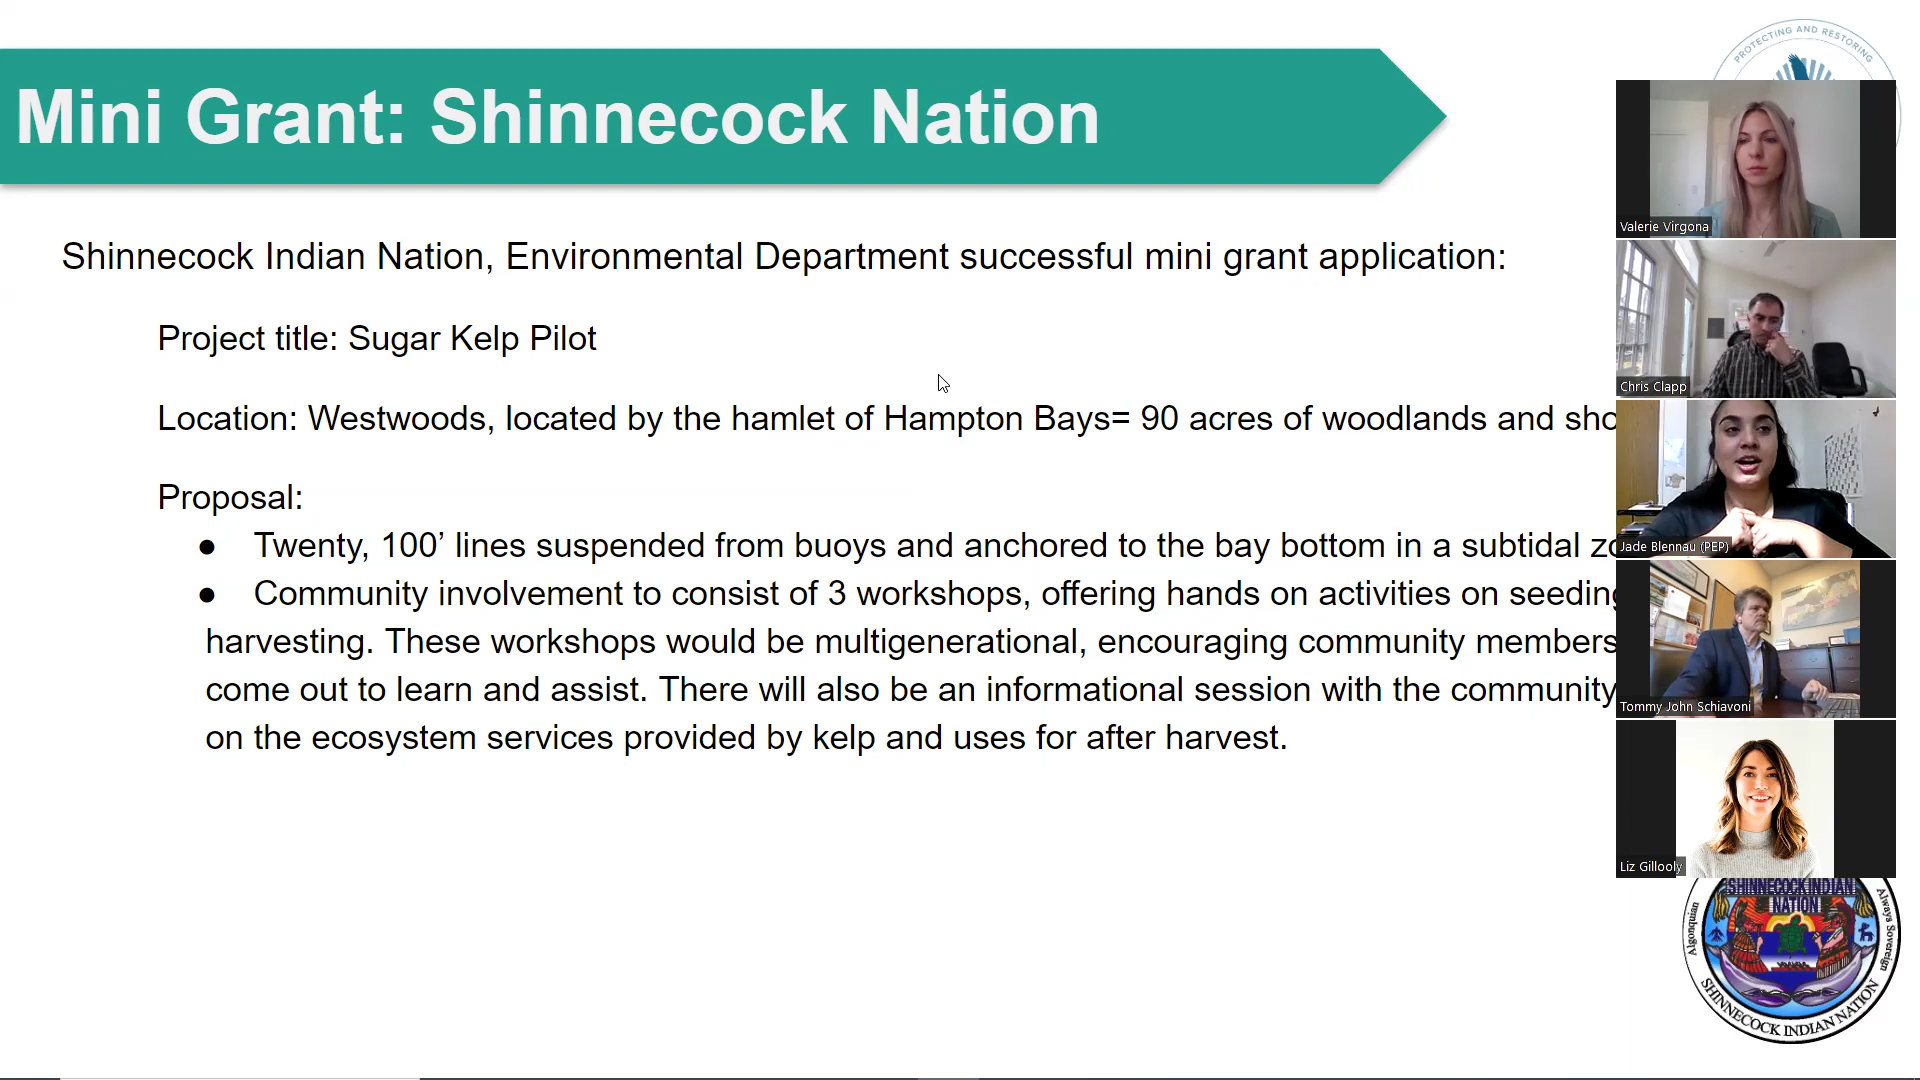 PROTECTING AND RESTORING
Mini Grant: Shinnecock Nation
Shinnecock Indian Nation, Environmental Department successful mini grant application:
Project title: Sugar Kelp Pilot
Location: Westwoods, located by the hamlet of Hampton Bays= 90 acres of woodlands and sho
Proposal:
● Twenty, 100’ lines suspended from buoys and anchored to the bay bottom in a subtidal zo
● Community involvement to consist of 3 workshops, offering hands on activities on seeding
harvesting. These workshops would be multigenerational, encouraging community members
come out to learn and assist. There will also be an informational session with the community
on the ecosystem services provided by kelp and uses for after harvest.
Valerie Virgona
Chris Clapp
Jade Blennau (PEP)
Tommy John Schiavoni
Liz Gillooly
SHINNECOCK INDIAN
NATION
Algonquian
Always Sovereign
SHINNECOCK INDIAN NATION